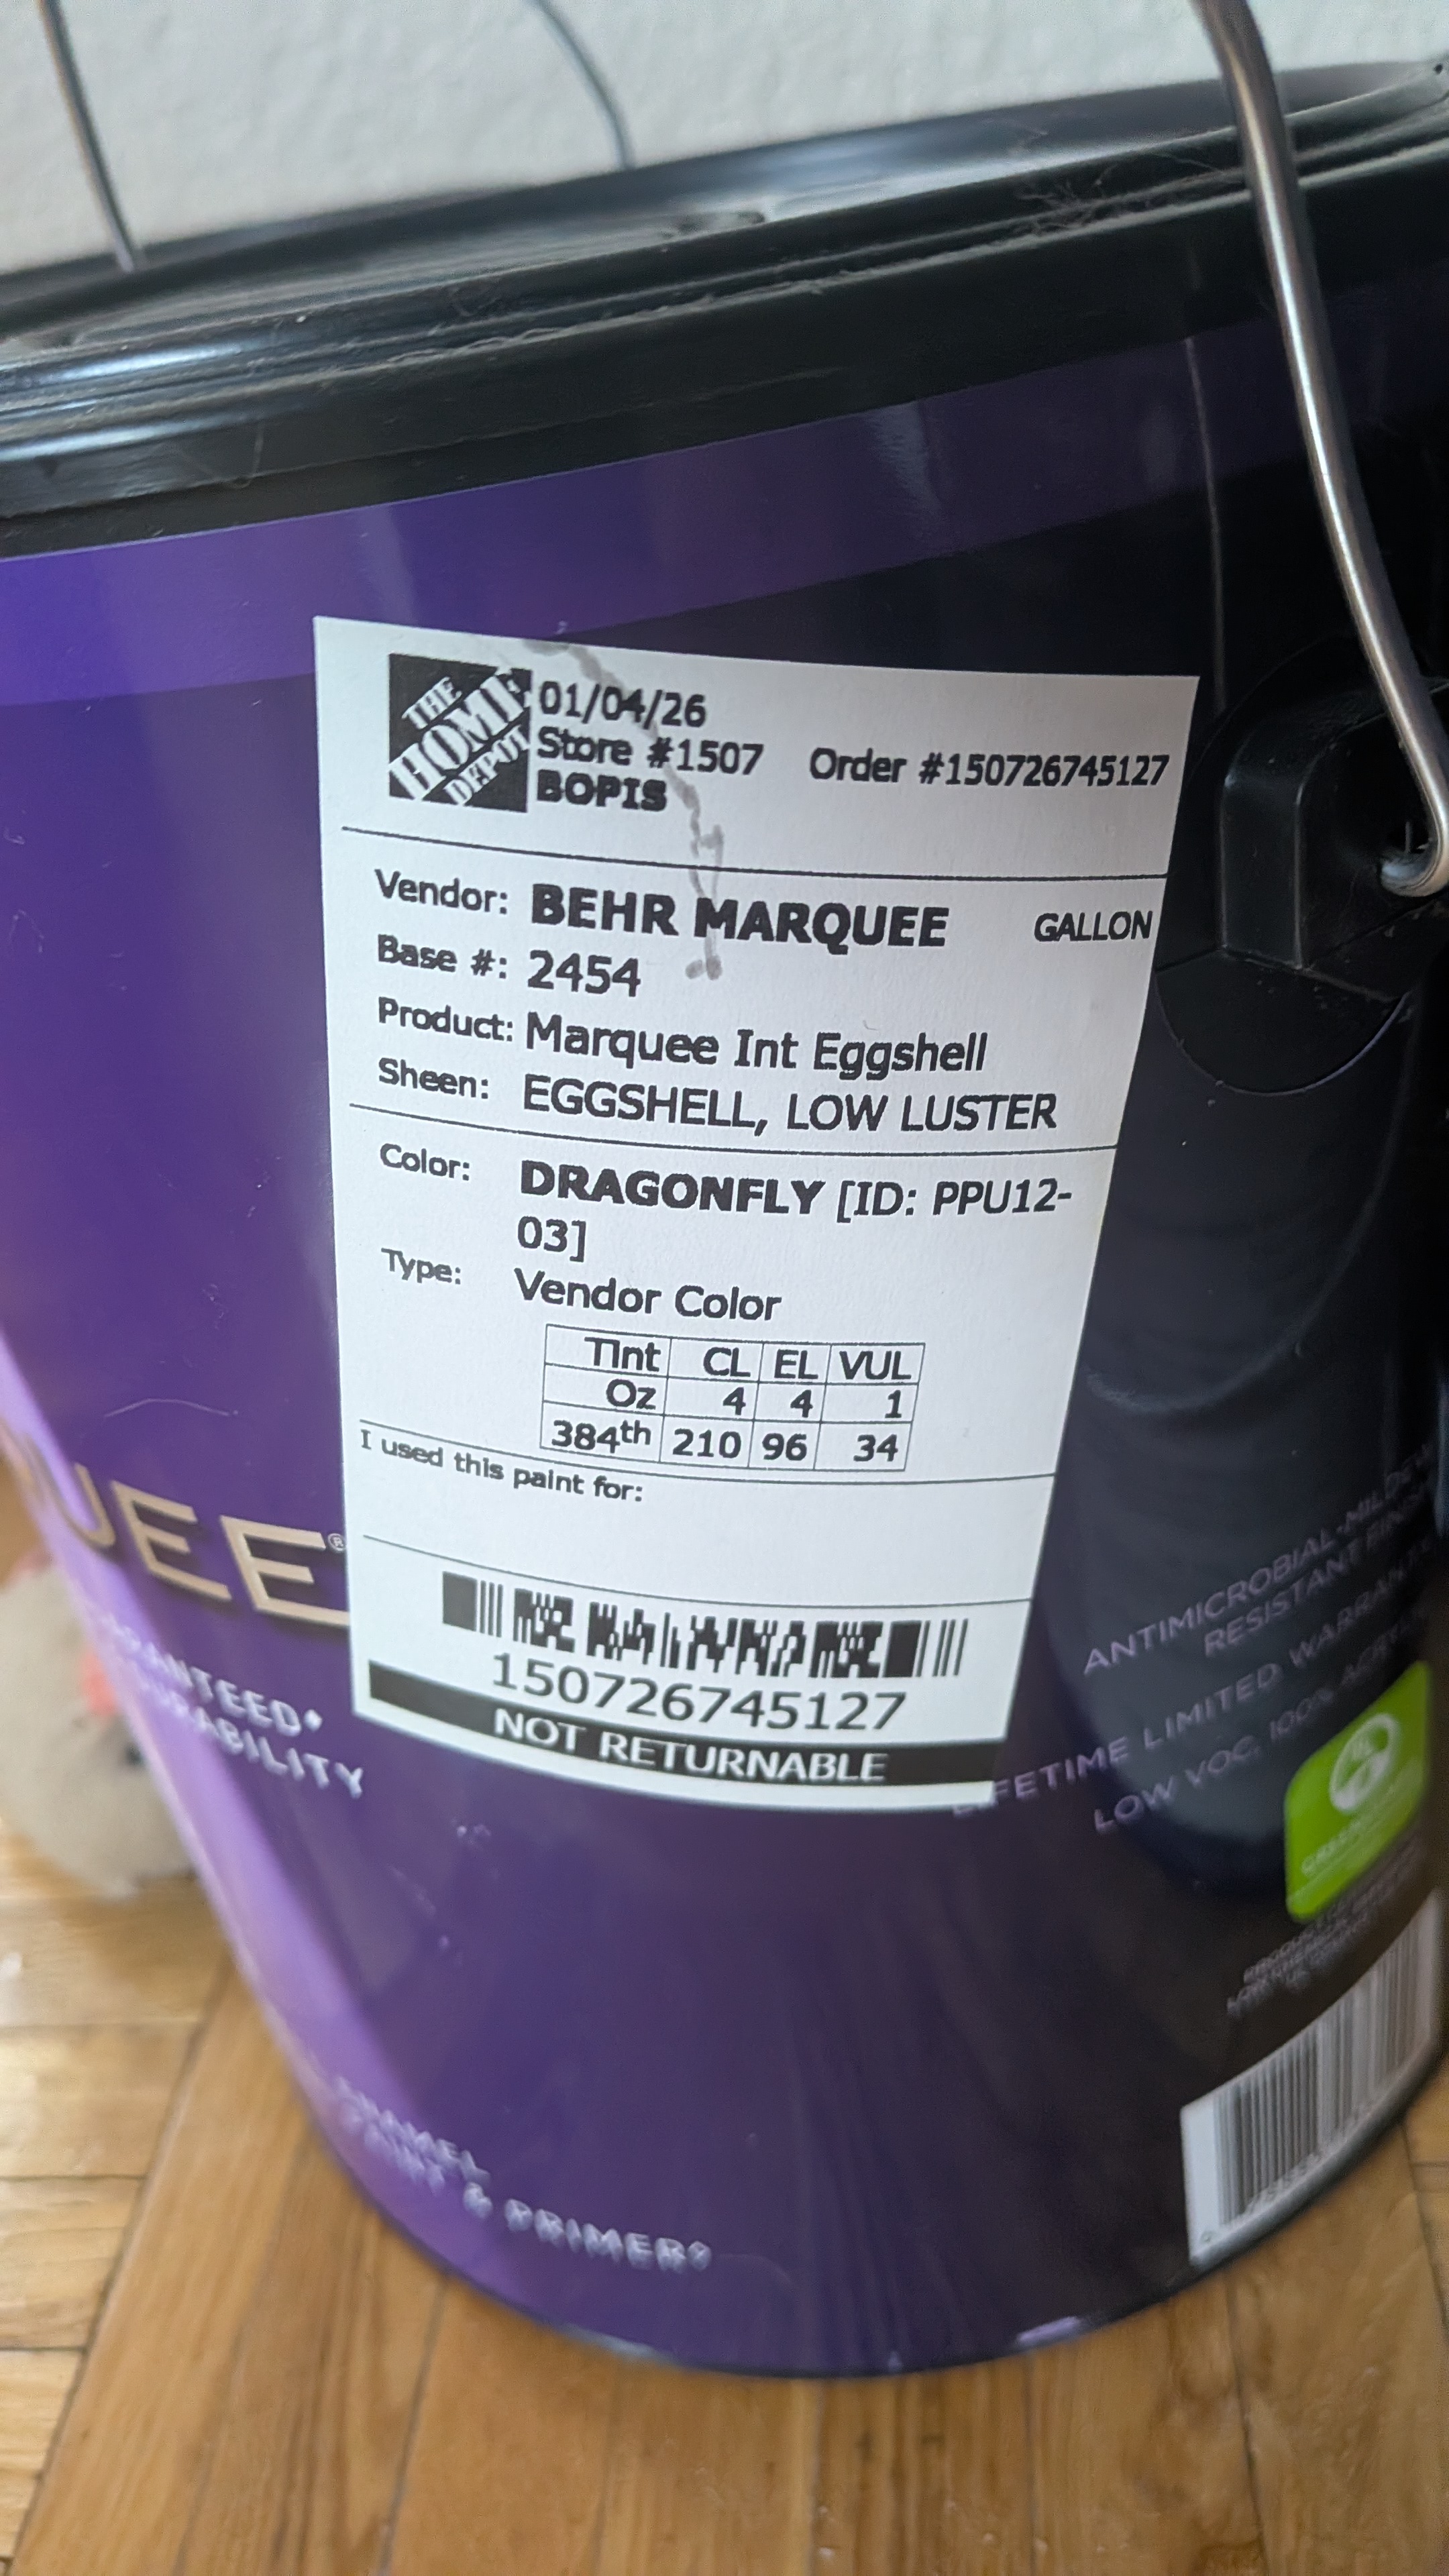 THE
HOME
DEPOT
01/04/26
Store #1507 Order #150726745127
BOPIS
Vendor: BEHR MARQUEE GALLON
Base #: 2454
Product: Marquee Int Eggshell
Sheen: EGGSHELL, LOW LUSTER
Color: DRAGONFLY [ID: PPU12-
03]
Type: Vendor Color
Tint CL EL VUL
Oz 4 4 1
384th 210 96 34
I used this paint for:
150726745127
NOT RETURNABLE
UEE®
ANTIMICROBIAL-MILDEW
RESISTANT FINISH
LIMITED WARRANTY
LOW VOC, 100% ACRYLIC
& PRIMER◊